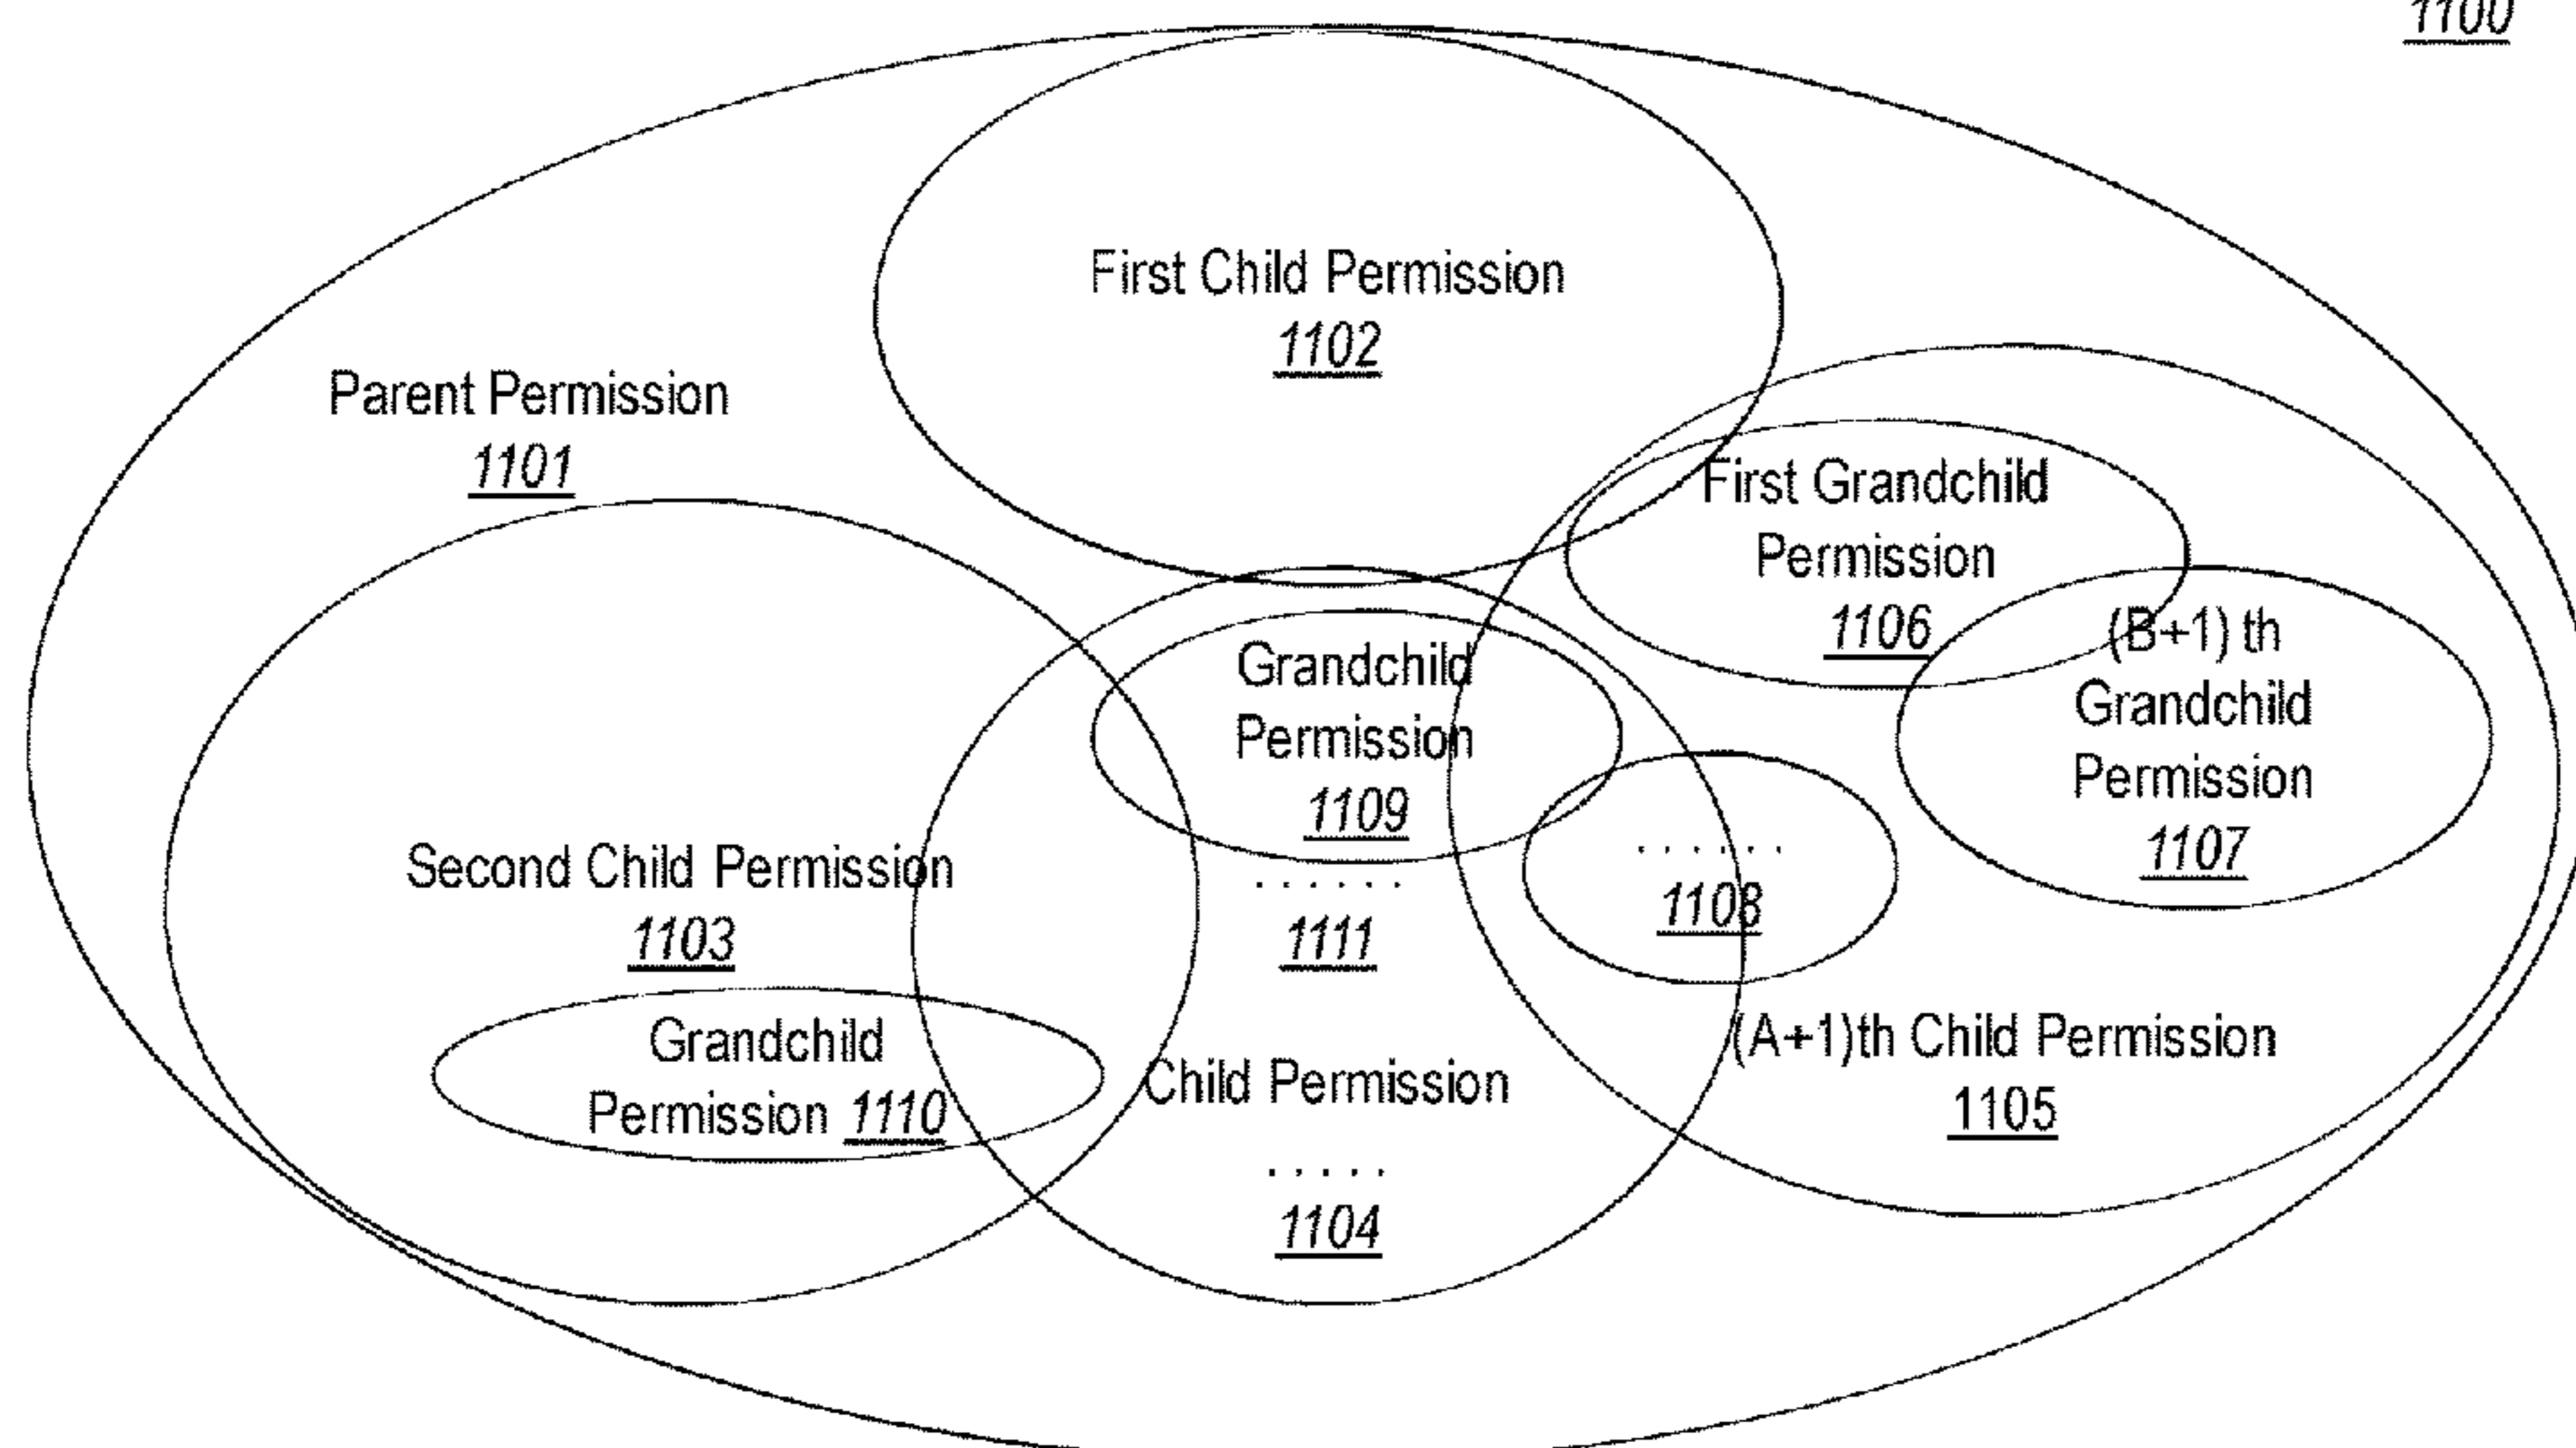 1100
First Child Permission
1102
Parent Permission
1101
First Grandchild
Permission
1106
(B+1) th
Grandchild
Permission
1107
Grandchild
Permission
1109
. . . . . .
1111
. . . . . .
1108
Second Child Permission
1103
Grandchild
Permission 1110
Child Permission
. . . . .
1104
(A+1)th Child Permission
1105